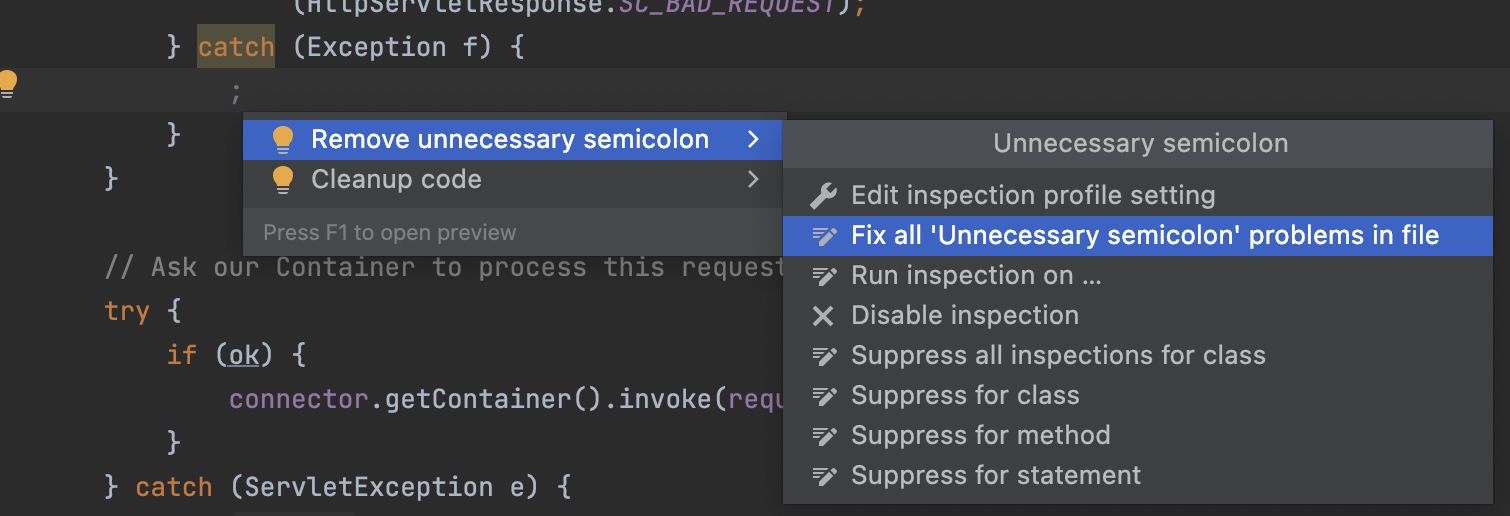 (HttpServletResponse.SC_BAD_REQUEST);
} catch (Exception f) {
;
}
}
Remove unnecessary semicolon
Cleanup code
Press F1 to open preview
Unnecessary semicolon
Edit inspection profile setting
Fix all 'Unnecessary semicolon' problems in file
Run inspection on ...
Disable inspection
Suppress all inspections for class
Suppress for class
Suppress for method
Suppress for statement
// Ask our Container to process this request
try {
if (ok) {
connector.getContainer().invoke(requ
}
} catch (ServletException e) {